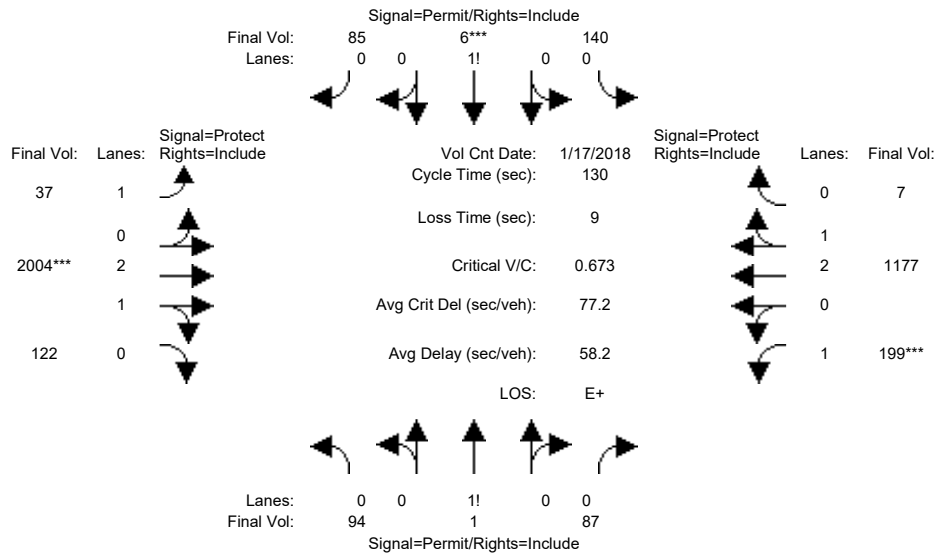 Signal=Permit/Rights=Include
Final Vol: 85 6*** 140
Lanes: 0 0 1! 0 0
Signal=Protect
Final Vol: Lanes: Rights=Include
Vol Cnt Date: 1/17/2018
Signal=Protect
Rights=Include Lanes: Final Vol:
Cycle Time (sec): 130
37 1
0 7
Loss Time (sec): 9
0
1
2004*** 2
Critical V/C: 0.673
2 1177
1
Avg Crit Del (sec/veh): 77.2
0
122 0
Avg Delay (sec/veh): 58.2
1 199***
LOS: E+
Lanes: 0 0 1! 0 0
Final Vol: 94 1 87
Signal=Permit/Rights=Include